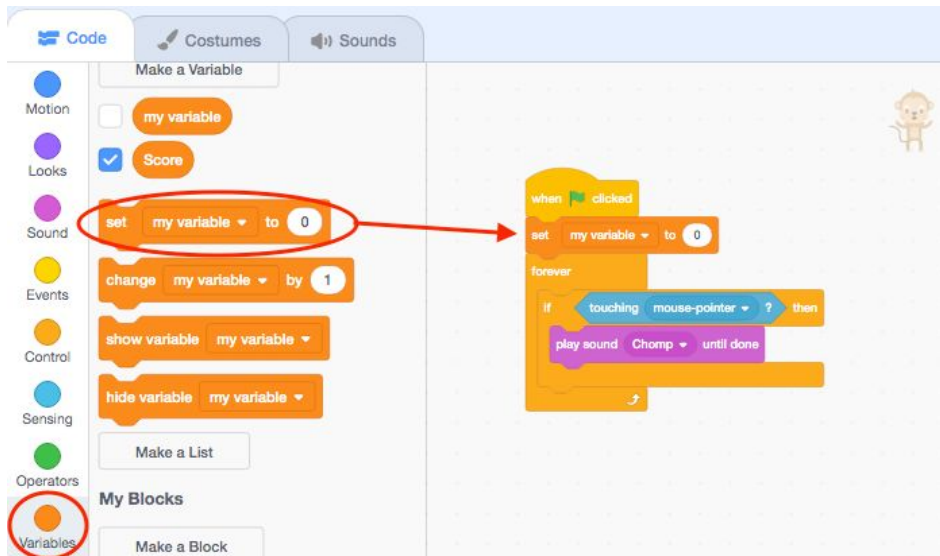 Code
Costumes
Sounds
Motion
Looks
Sound
Events
Control
Sensing
Operators
Variables
Make a Variable
my variable
Score
set my variable to 0
change my variable by 1
show variable my variable
hide variable my variable
Make a List
My Blocks
Make a Block
when clicked
set my variable to 0
forever
if touching mouse-pointer ? then
play sound Chomp until done